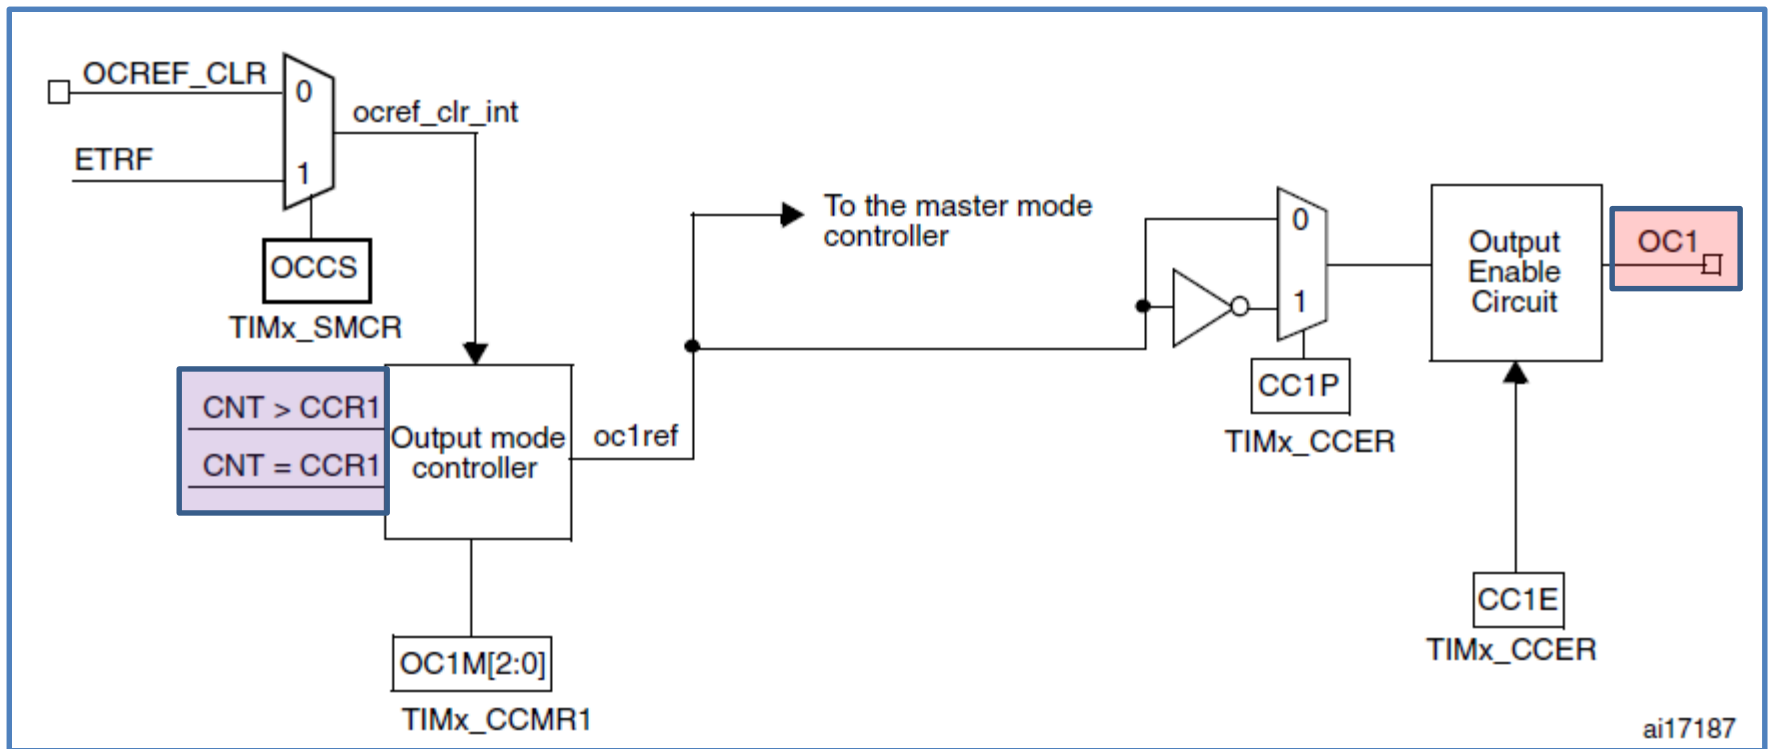 OCREF_CLR
0
ocref_clr_int
ETRF
1
OCCS
TIMx_SMCR
To the master mode
controller
0
1
CC1P
TIMx_CCER
Output
Enable
Circuit
OC1
CNT > CCR1
CNT = CCR1
Output mode
controller
oc1ref
OC1M[2:0]
TIMx_CCMR1
CC1E
TIMx_CCER
ai17187